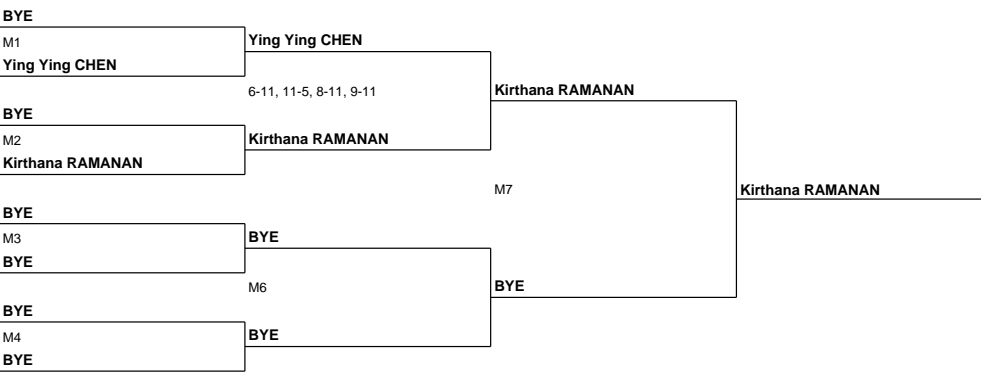 BYE
M1
Ying Ying CHEN
Ying Ying CHEN
6-11, 11-5, 8-11, 9-11
Kirthana RAMANAN
BYE
M2
Kirthana RAMANAN
Kirthana RAMANAN
M7
Kirthana RAMANAN
BYE
M3
BYE
BYE
M6
BYE
BYE
M4
BYE
BYE